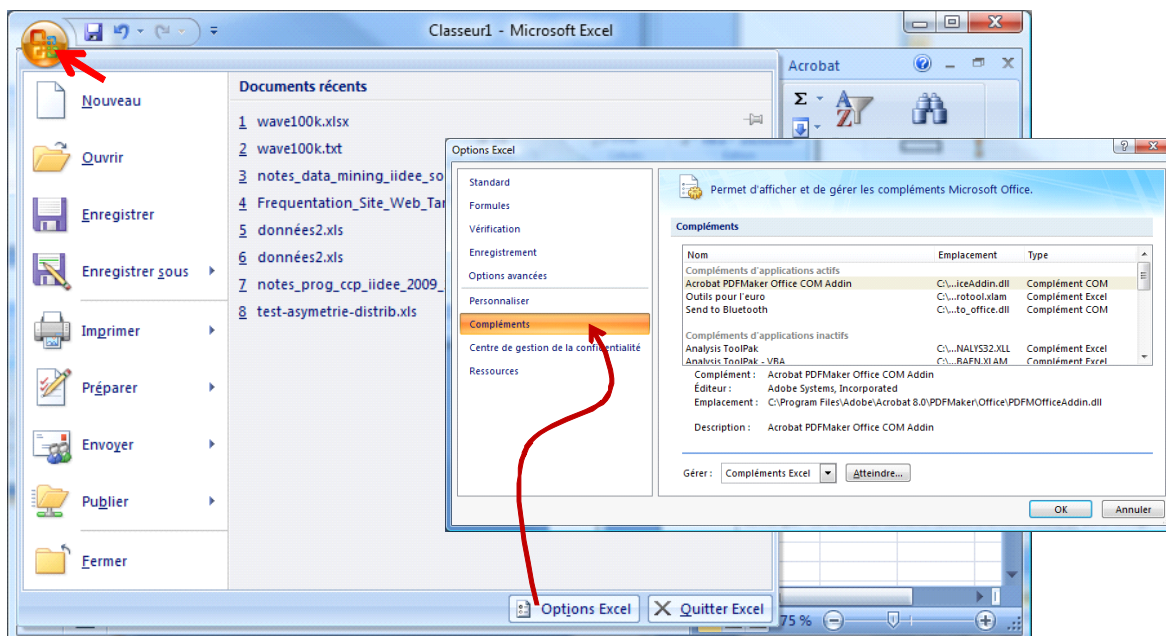 Classeur1 - Microsoft Excel
Acrobat
Nouveau
Ouvrir
Enregistrer
Enregistrer sous
Imprimer
Préparer
Envoyer
Publier
Fermer
Documents récents
1 wave100k.xlsx
2 wave100k.txt
3 notes_data_mining_iidee_so
4 Frequentation_Site_Web_Tan
5 données2.xls
6 données2.xls
7 notes_prog_ccp_iidee_2009_
8 test-asymetrie-distrib.xls
Options Excel
Quitter Excel
75 %
Options Excel
Standard
Formules
Vérification
Enregistrement
Options avancées
Personnaliser
Compléments
Centre de gestion de la confidentialité
Ressources
Permet d'afficher et de gérer les compléments Microsoft Office.
Compléments
Nom Emplacement Type
Compléments d'applications actifs
Acrobat PDFMaker Office COM Addin C:\...iceAddin.dll Complément COM
Outils pour l'euro C:\...rotool.xlam Complément Excel
Send to Bluetooth C:\...to_office.dll Complément COM
Compléments d'applications inactifs
Analysis ToolPak C:\...NALYS32.XLL Complément Excel
Analysis ToolPak - VBA C:\...BAEN.XLAM Complément Excel
Complément : Acrobat PDFMaker Office COM Addin
Éditeur : Adobe Systems, Incorporated
Emplacement : C:\Program Files\Adobe\Acrobat 8.0\PDFMaker\Office\PDFMOfficeAddin.dll
Description : Acrobat PDFMaker Office COM Addin
Gérer : Compléments Excel Atteindre...
OK Annuler